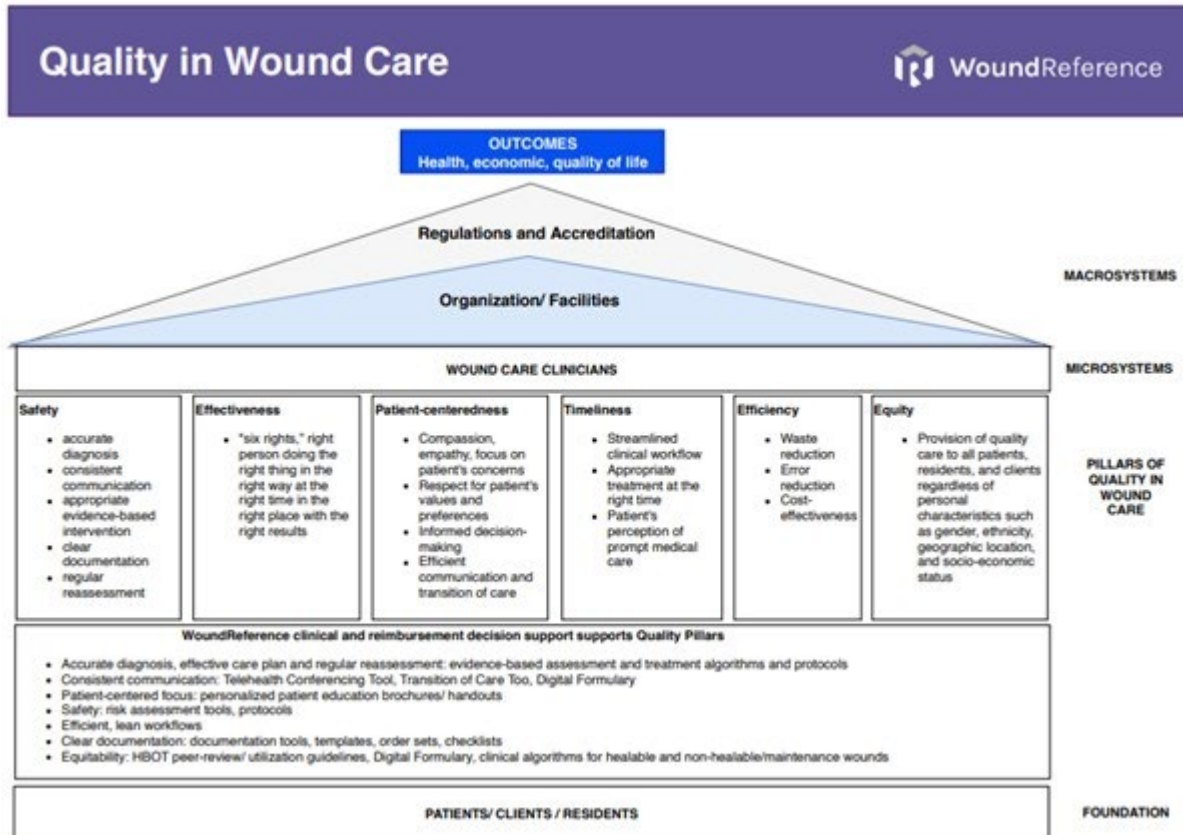 Quality in Wound Care
WoundReference
OUTCOMES
Health, economic, quality of life
Regulations and Accreditation
Organization/ Facilities
MACROSYSTEMS
WOUND CARE CLINICIANS
MICROSYSTEMS
Safety
• accurate
diagnosis
• consistent
communication
• appropriate
evidence-based
intervention
• clear
documentation
• regular
reassessment
Effectiveness
• "six rights," right
person doing the
right thing in the
right way at the
right time in the
right place with the
right results
Patient-centeredness
• Compassion,
empathy, focus on
patient's concerns
• Respect for patient's
values and
preferences
• Informed decision-
making
• Efficient
communication and
transition of care
Timeliness
• Streamlined
clinical workflow
• Appropriate
treatment at the
right time
• Patient's
perception of
prompt medical
care
Efficiency
• Waste
reduction
• Error
reduction
• Cost-
effectiveness
Equity
• Provision of quality
care to all patients,
residents, and clients
regardless of
personal
characteristics such
as gender, ethnicity,
geographic location,
and socio-economic
status
PILLARS OF
QUALITY IN
WOUND
CARE
WoundReference clinical and reimbursement decision support supports Quality Pillars
• Accurate diagnosis, effective care plan and regular reassessment: evidence-based assessment and treatment algorithms and protocols
• Consistent communication: Telehealth Conferencing Tool, Transition of Care Too, Digital Formulary
• Patient-centered focus: personalized patient education brochures/ handouts
• Safety: risk assessment tools, protocols
• Efficient, lean workflows
• Clear documentation: documentation tools, templates, order sets, checklists
• Equitability: HBOT peer-review/ utilization guidelines, Digital Formulary, clinical algorithms for healable and non-healable/maintenance wounds
PATIENTS/ CLIENTS / RESIDENTS
FOUNDATION